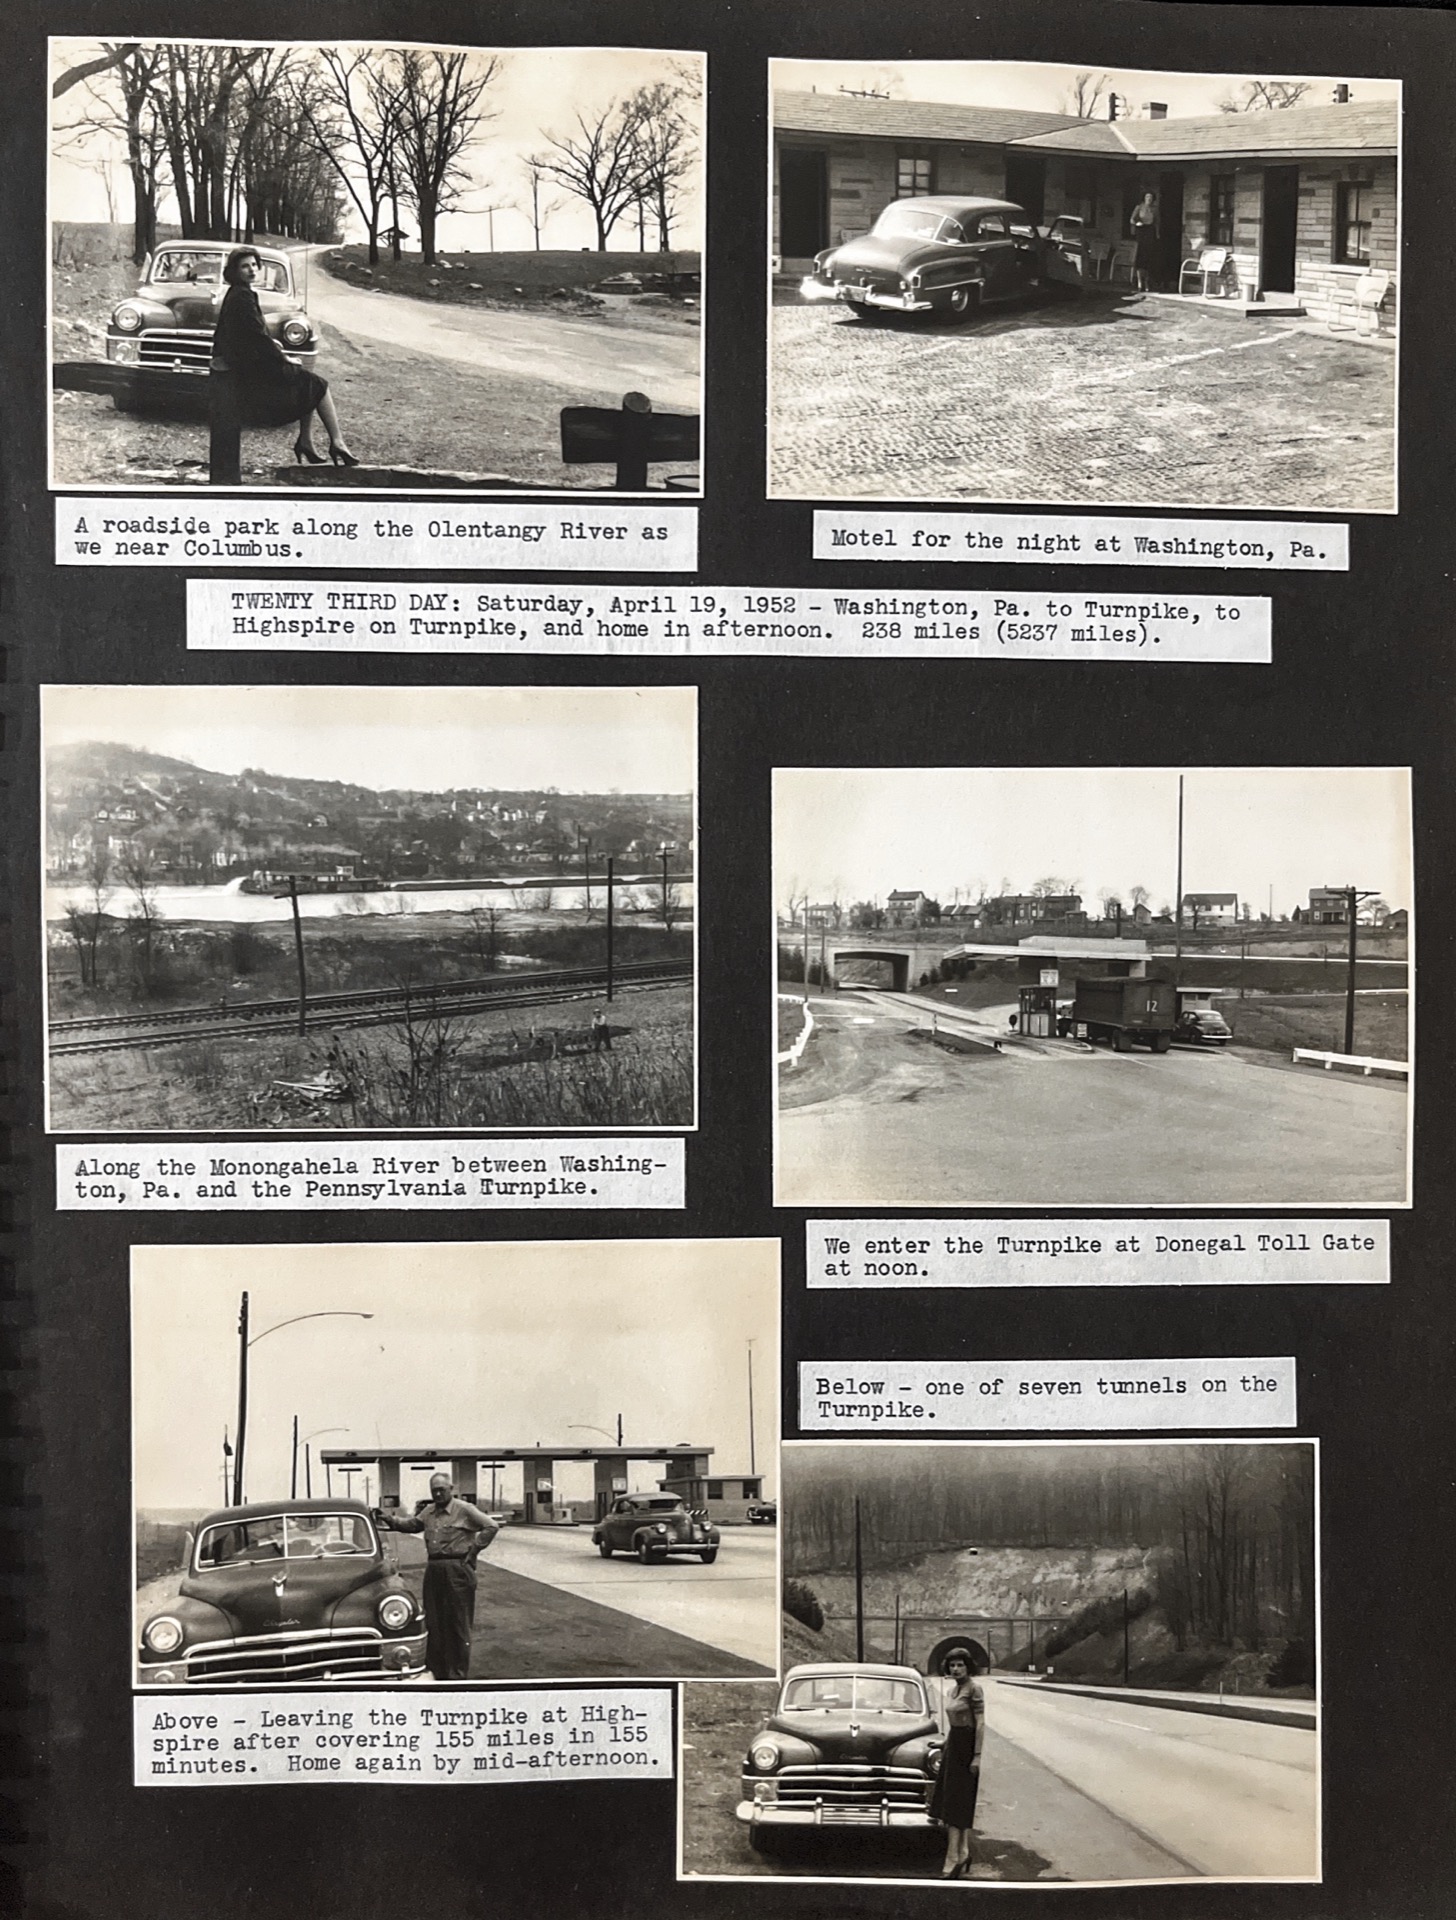 A roadside park along the Olentangy River as
we near Columbus.
Motel for the night at Washington, Pa.
TWENTY THIRD DAY: Saturday, April 19, 1952 - Washington, Pa. to Turnpike, to
Highspire on Turnpike, and home in afternoon. 238 miles (5237 miles).
Along the Monongahela River between Washing-
ton, Pa. and the Pennsylvania Turnpike.
12
We enter the Turnpike at Donegal Toll Gate
at noon.
Below - one of seven tunnels on the
Turnpike.
Chrysler
Above - Leaving the Turnpike at High-
spire after covering 155 miles in 155
minutes. Home again by mid-afternoon.